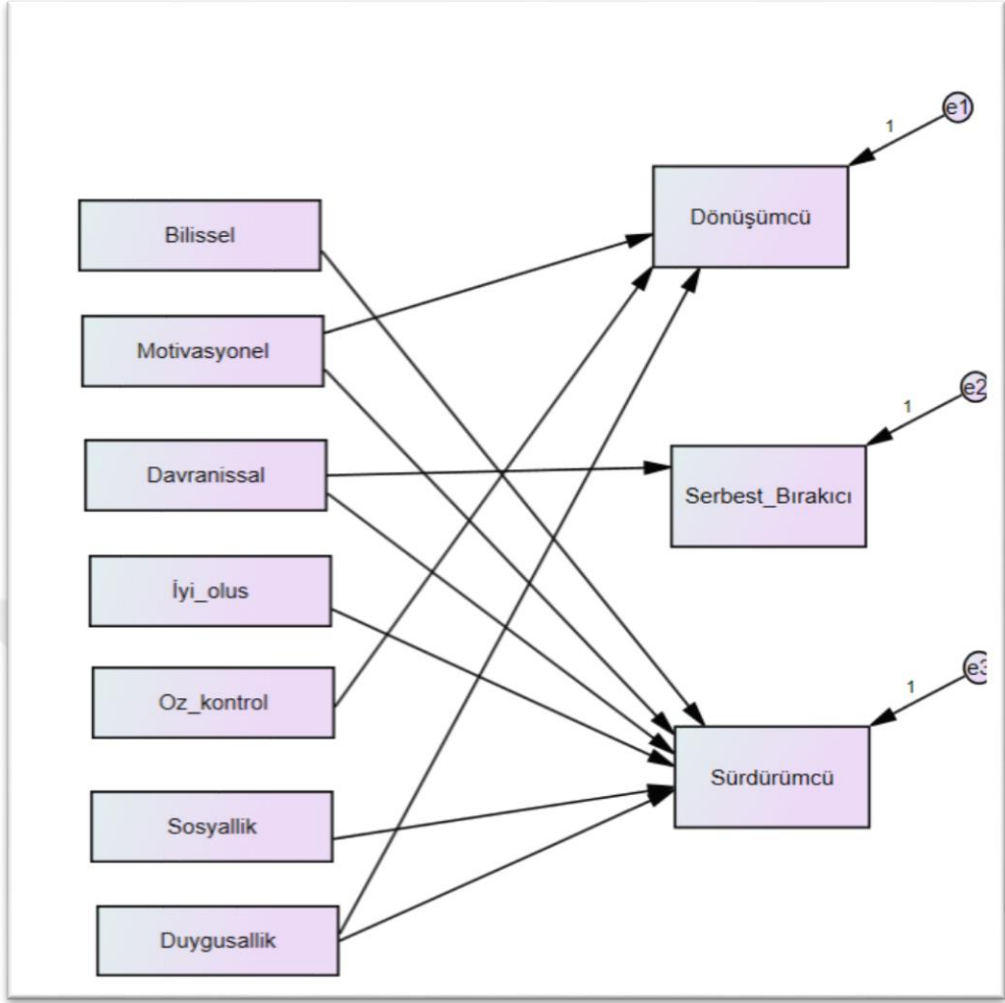 e1
1
Dönüşümcü
Bilissel
Motivasyonel
e2
1
Davranissal
Serbest_Bırakıcı
İyi_olus
e3
1
Oz_kontrol
Sürdürümcü
Sosyallik
Duygusallik